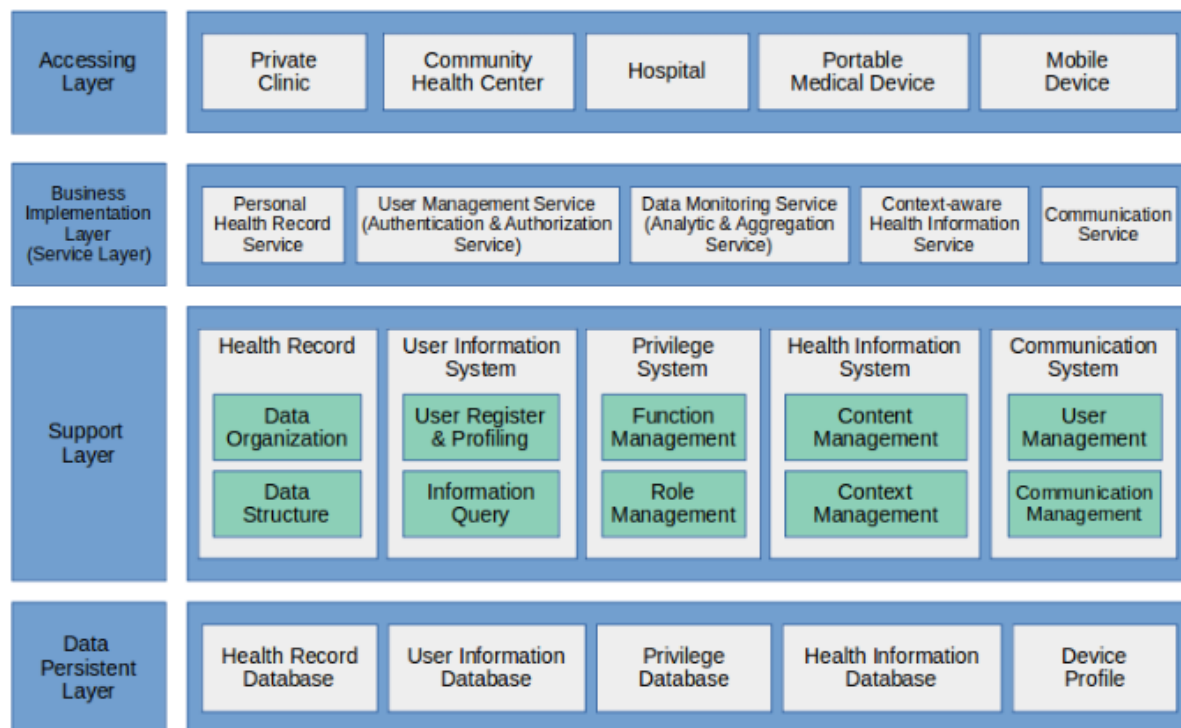 Accessing
Layer
Private
Clinic
Community
Health Center
Hospital
Portable
Medical Device
Mobile
Device
Business
Implementation
Layer
(Service Layer)
Personal
Health Record
Service
User Management Service
(Authentication & Authorization
Service)
Data Monitoring Service
(Analytic & Aggregation
Service)
Context-aware
Health Information
Service
Communication
Service
Support
Layer
Health Record
Data
Organization
Data
Structure
User Information
System
User Register
& Profiling
Information
Query
Privilege
System
Function
Management
Role
Management
Health Information
System
Content
Management
Context
Management
Communication
System
User
Management
Communication
Management
Data
Persistent
Layer
Health Record
Database
User Information
Database
Privilege
Database
Health Information
Database
Device
Profile